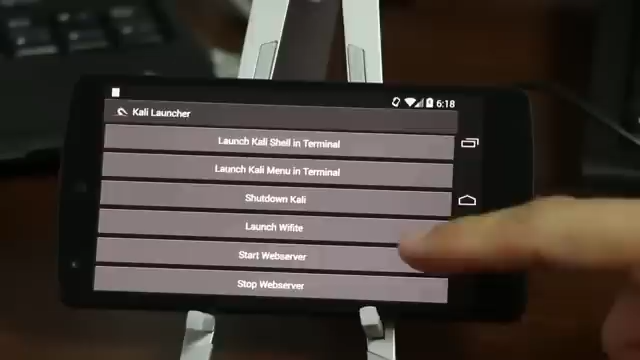 6:18
Kali Launcher
Launch Kali Shell in Terminal
Launch Kali Menu in Terminal
Shutdown Kali
Launch Wifite
Start Webserver
Stop Webserver